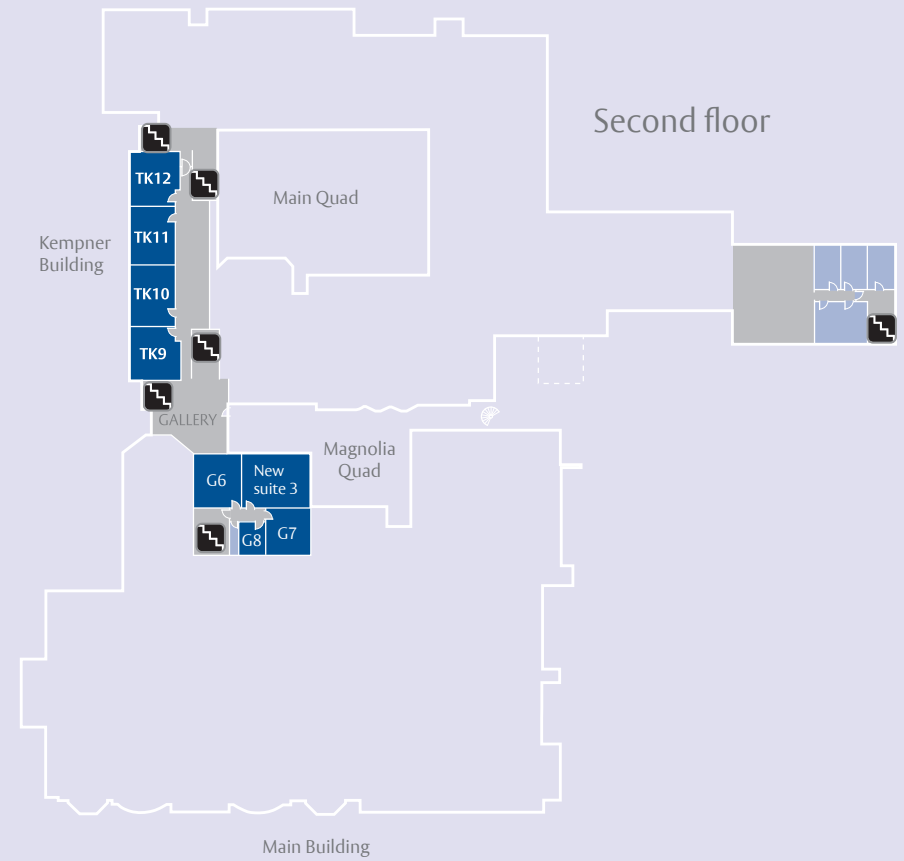 Second floor
TK12
Main Quad
TK11
Kempner
Building
TK10
TK9
GALLERY
Magnolia
Quad
G6
New
suite 3
G7
G8
Main Building